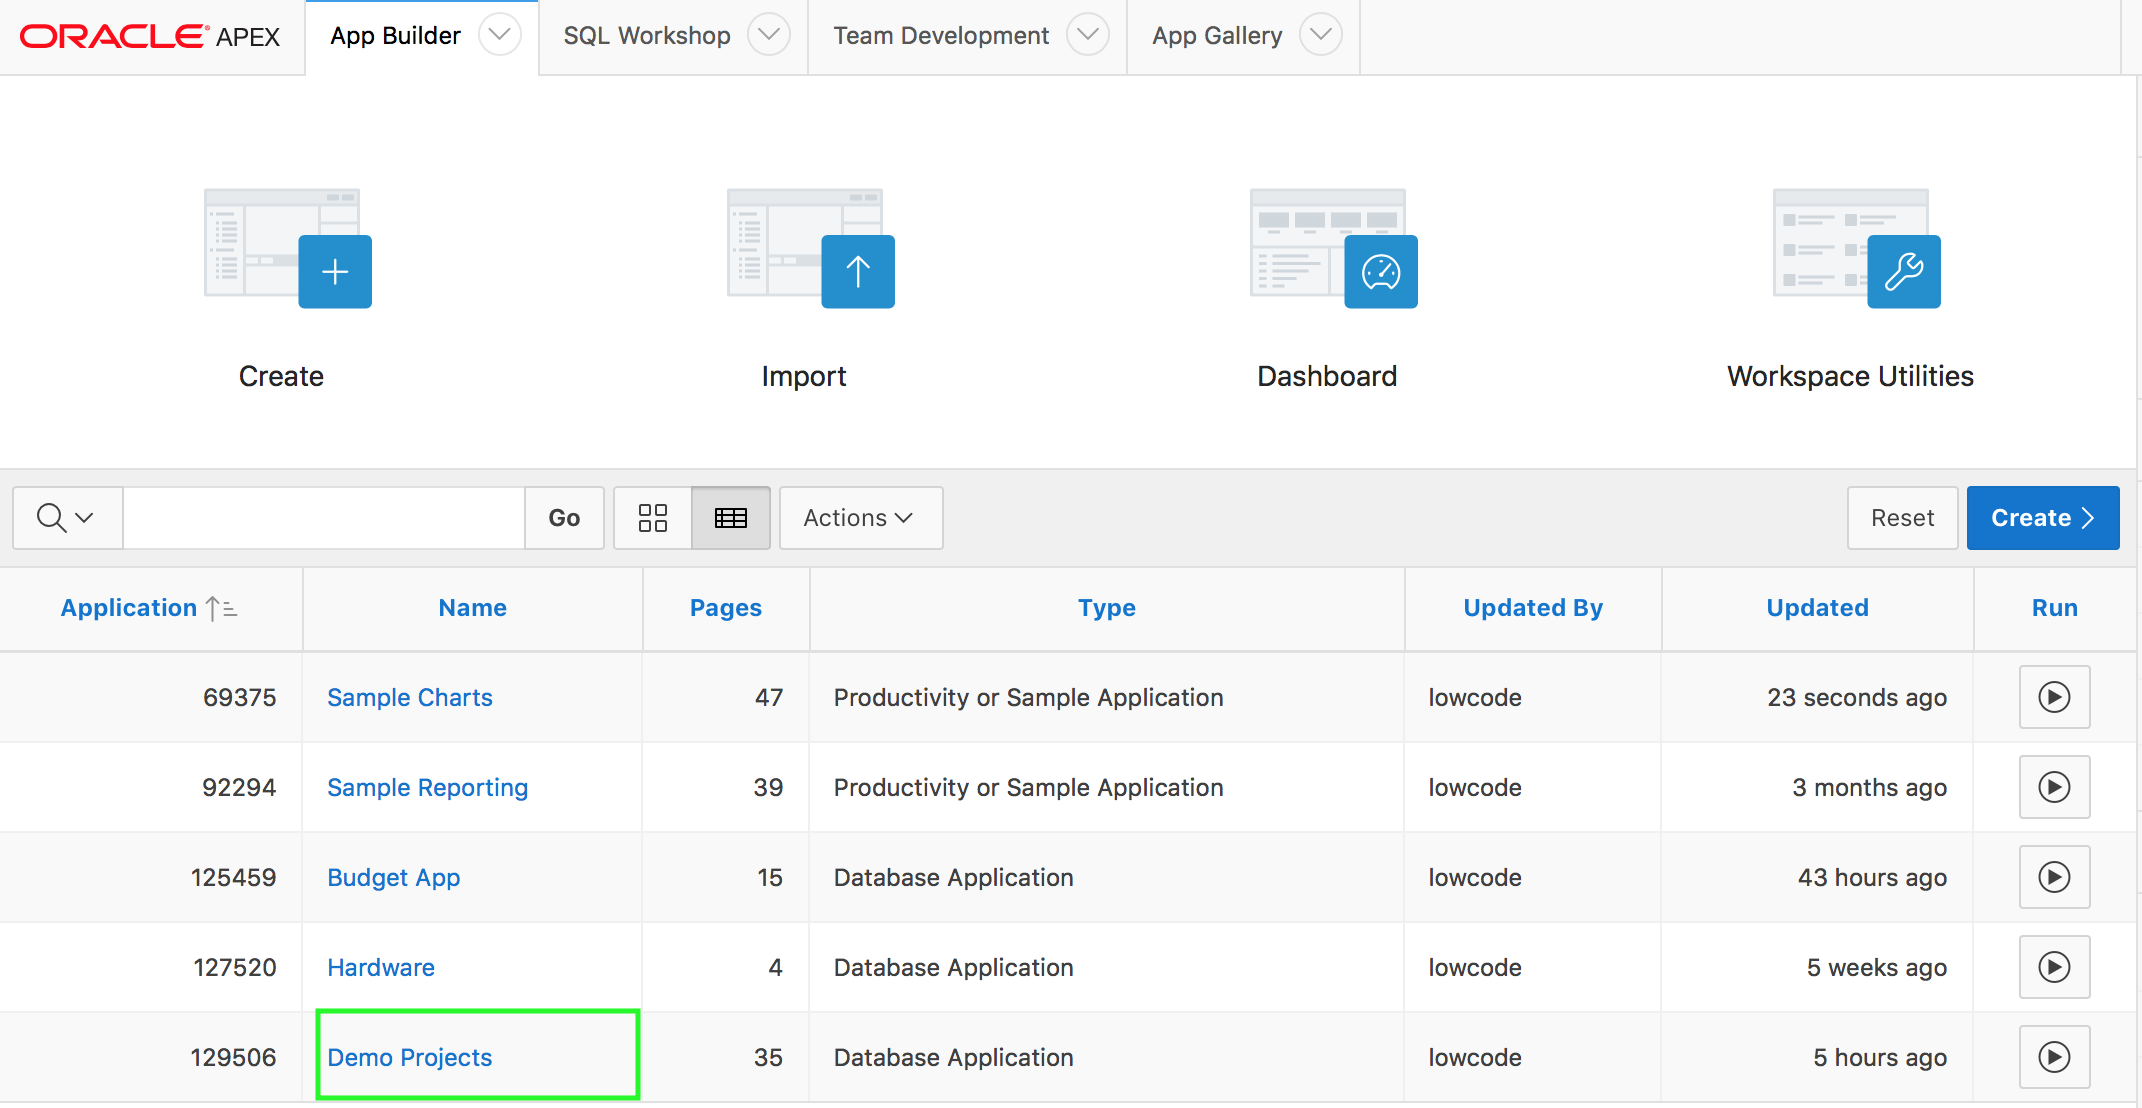 ORACLE® APEX App Builder SQL Workshop Team Development App Gallery
Create Import Dashboard Workspace Utilities
Go Actions Reset Create
Application Name Pages Type Updated By Updated Run
69375 Sample Charts 47 Productivity or Sample Application lowcode 23 seconds ago
92294 Sample Reporting 39 Productivity or Sample Application lowcode 3 months ago
125459 Budget App 15 Database Application lowcode 43 hours ago
127520 Hardware 4 Database Application lowcode 5 weeks ago
129506 Demo Projects 35 Database Application lowcode 5 hours ago